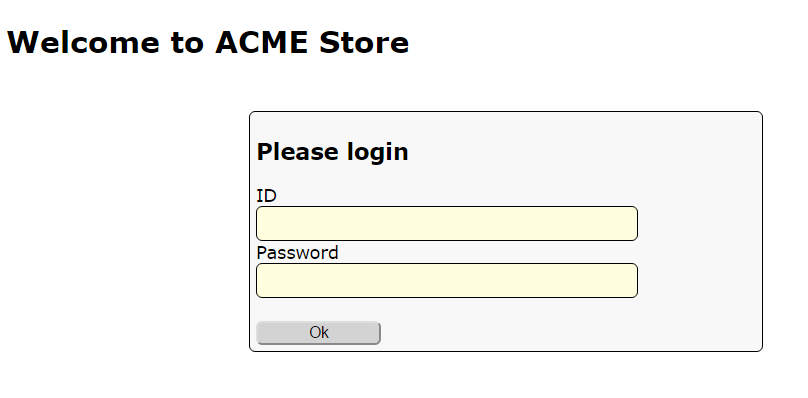 Welcome to ACME Store
Please login
ID
Password
Ok